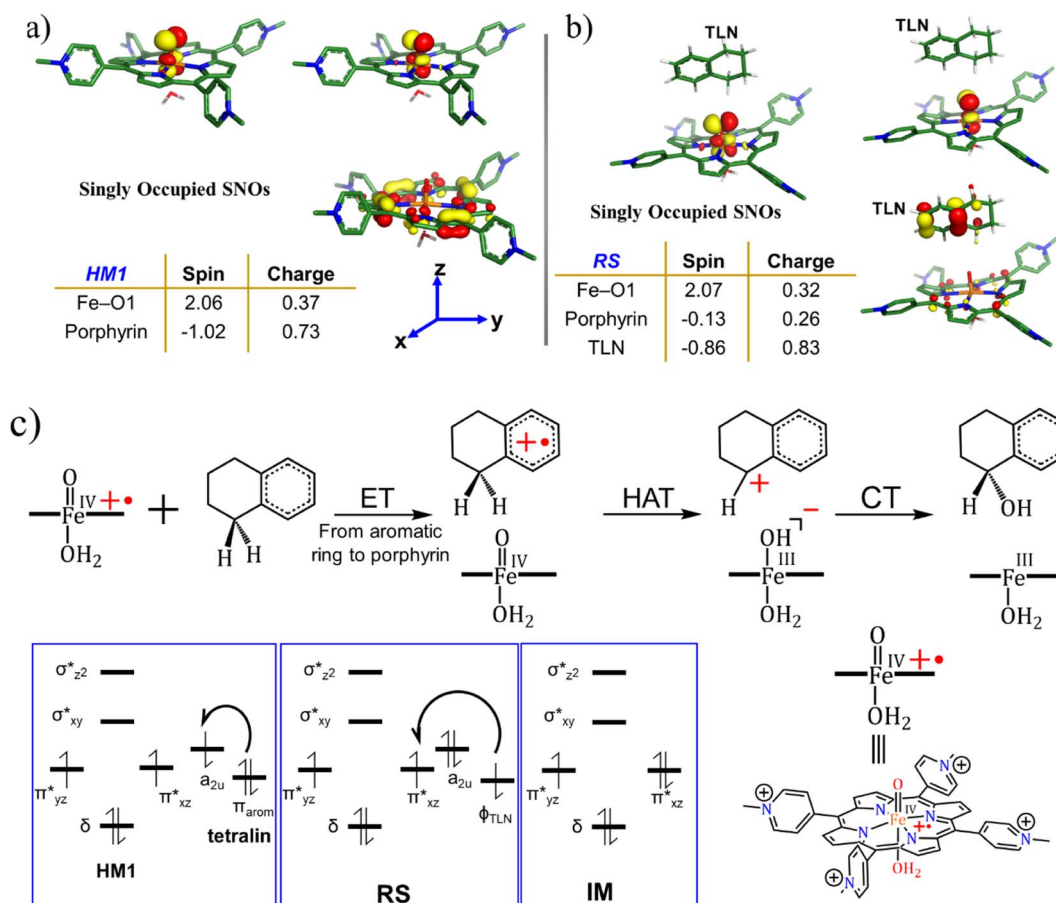 a)
Singly Occupied SNOs
HM1 Spin Charge
Fe–O1 2.06 0.37
Porphyrin -1.02 0.73
z
y
x
b)
TLN
TLN
Singly Occupied SNOs
TLN
RS Spin Charge
Fe–O1 2.07 0.32
Porphyrin -0.13 0.26
TLN -0.86 0.83
c)
O
Fe IV +•
OH2
+
H H
ET
From aromatic
ring to porphyrin
+•
H H
O
Fe IV
OH2
HAT
H +
OH −
Fe III
OH2
CT
H OH
Fe III
OH2
σ*z2
σ*xy
π*yz
π*xz
a2u
πarom
tetralin
δ
HM1
σ*z2
σ*xy
π*yz
π*xz
a2u
ϕTLN
δ
RS
σ*z2
σ*xy
π*yz
π*xz
δ
IM
O
Fe IV +•
OH2
N +
O
N N
+ N Fe IV +• N +
N N
OH2
N +